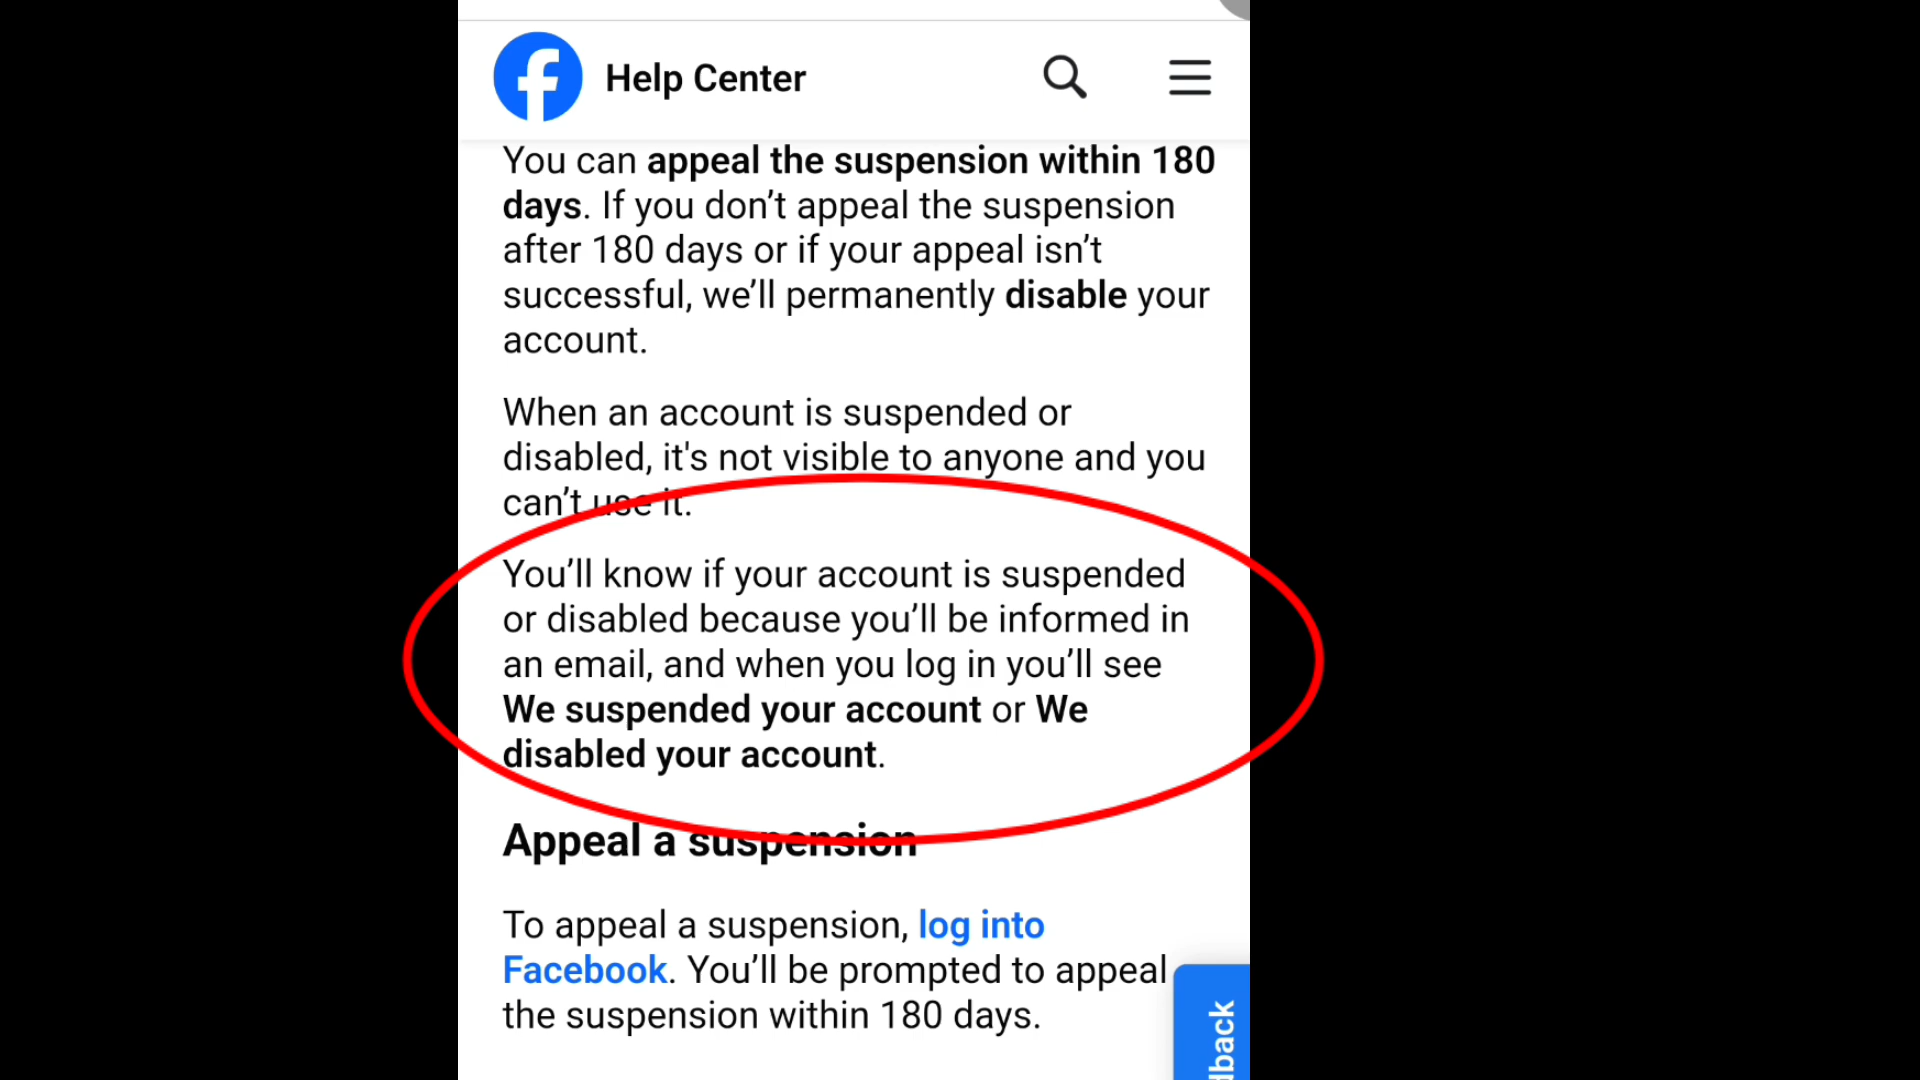 Help Center
You can appeal the suspension within 180
days. If you don’t appeal the suspension
after 180 days or if your appeal isn’t
successful, we’ll permanently disable your
account.
When an account is suspended or
disabled, it's not visible to anyone and you
can’t use it.
You’ll know if your account is suspended
or disabled because you’ll be informed in
an email, and when you log in you’ll see
We suspended your account or We
disabled your account.
Appeal a suspension
To appeal a suspension, log into
Facebook. You’ll be prompted to appeal
the suspension within 180 days.